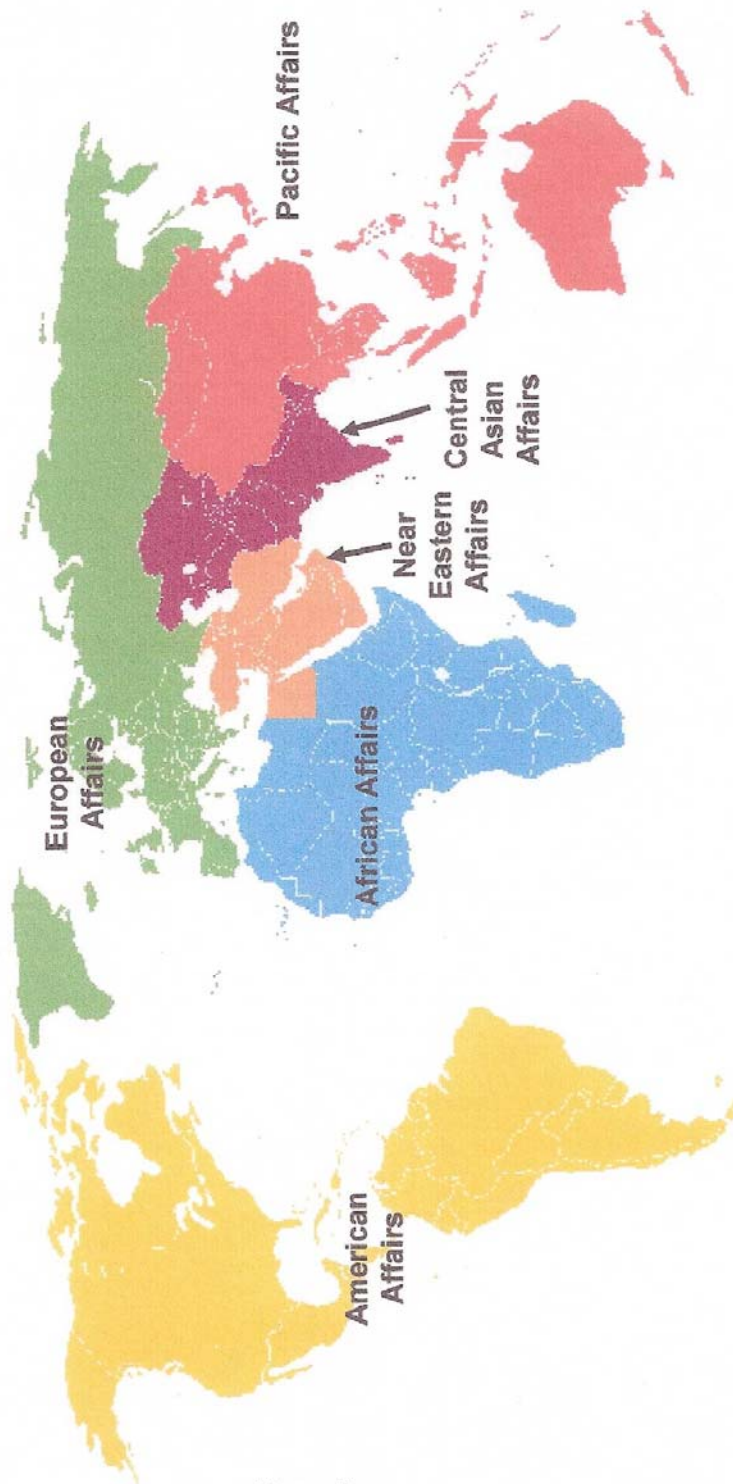 European
Affairs
Pacific Affairs
Central
Asian
Affairs
Near
Eastern
Affairs
African Affairs
American
Affairs